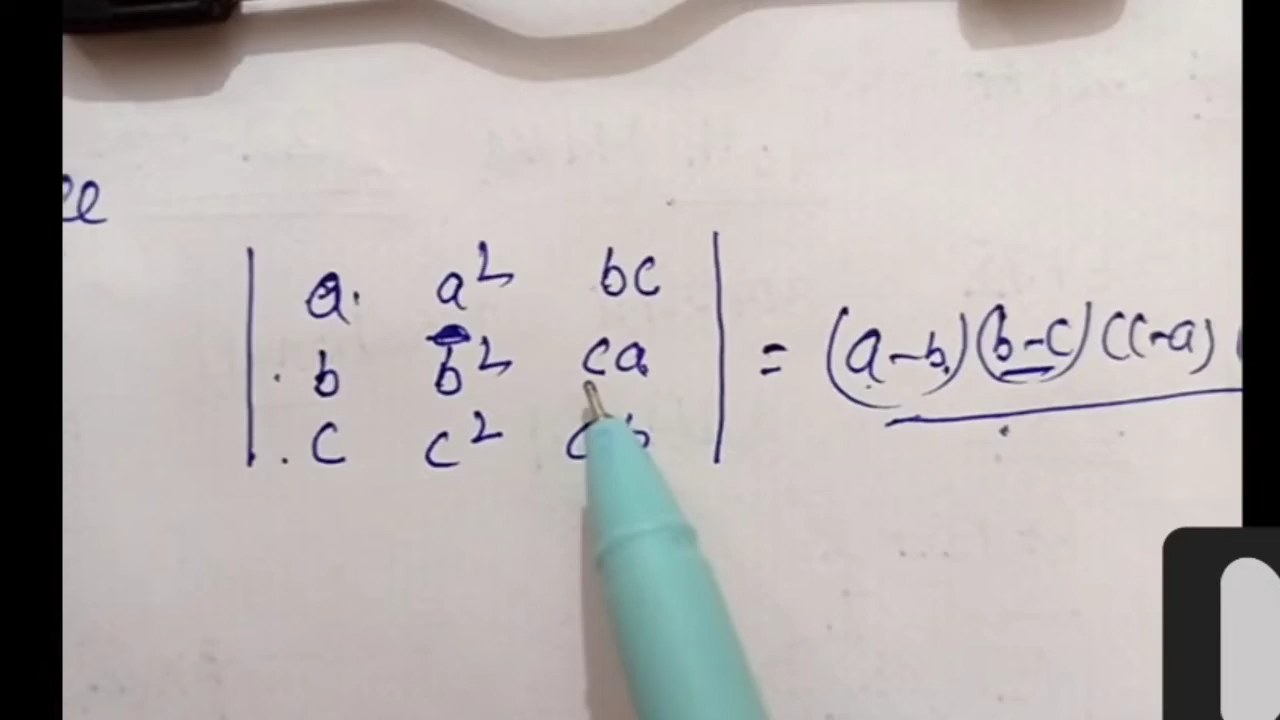 | a a² bc |
| b b² ca | = (a-b)(b-c)(c-a)
| c c²